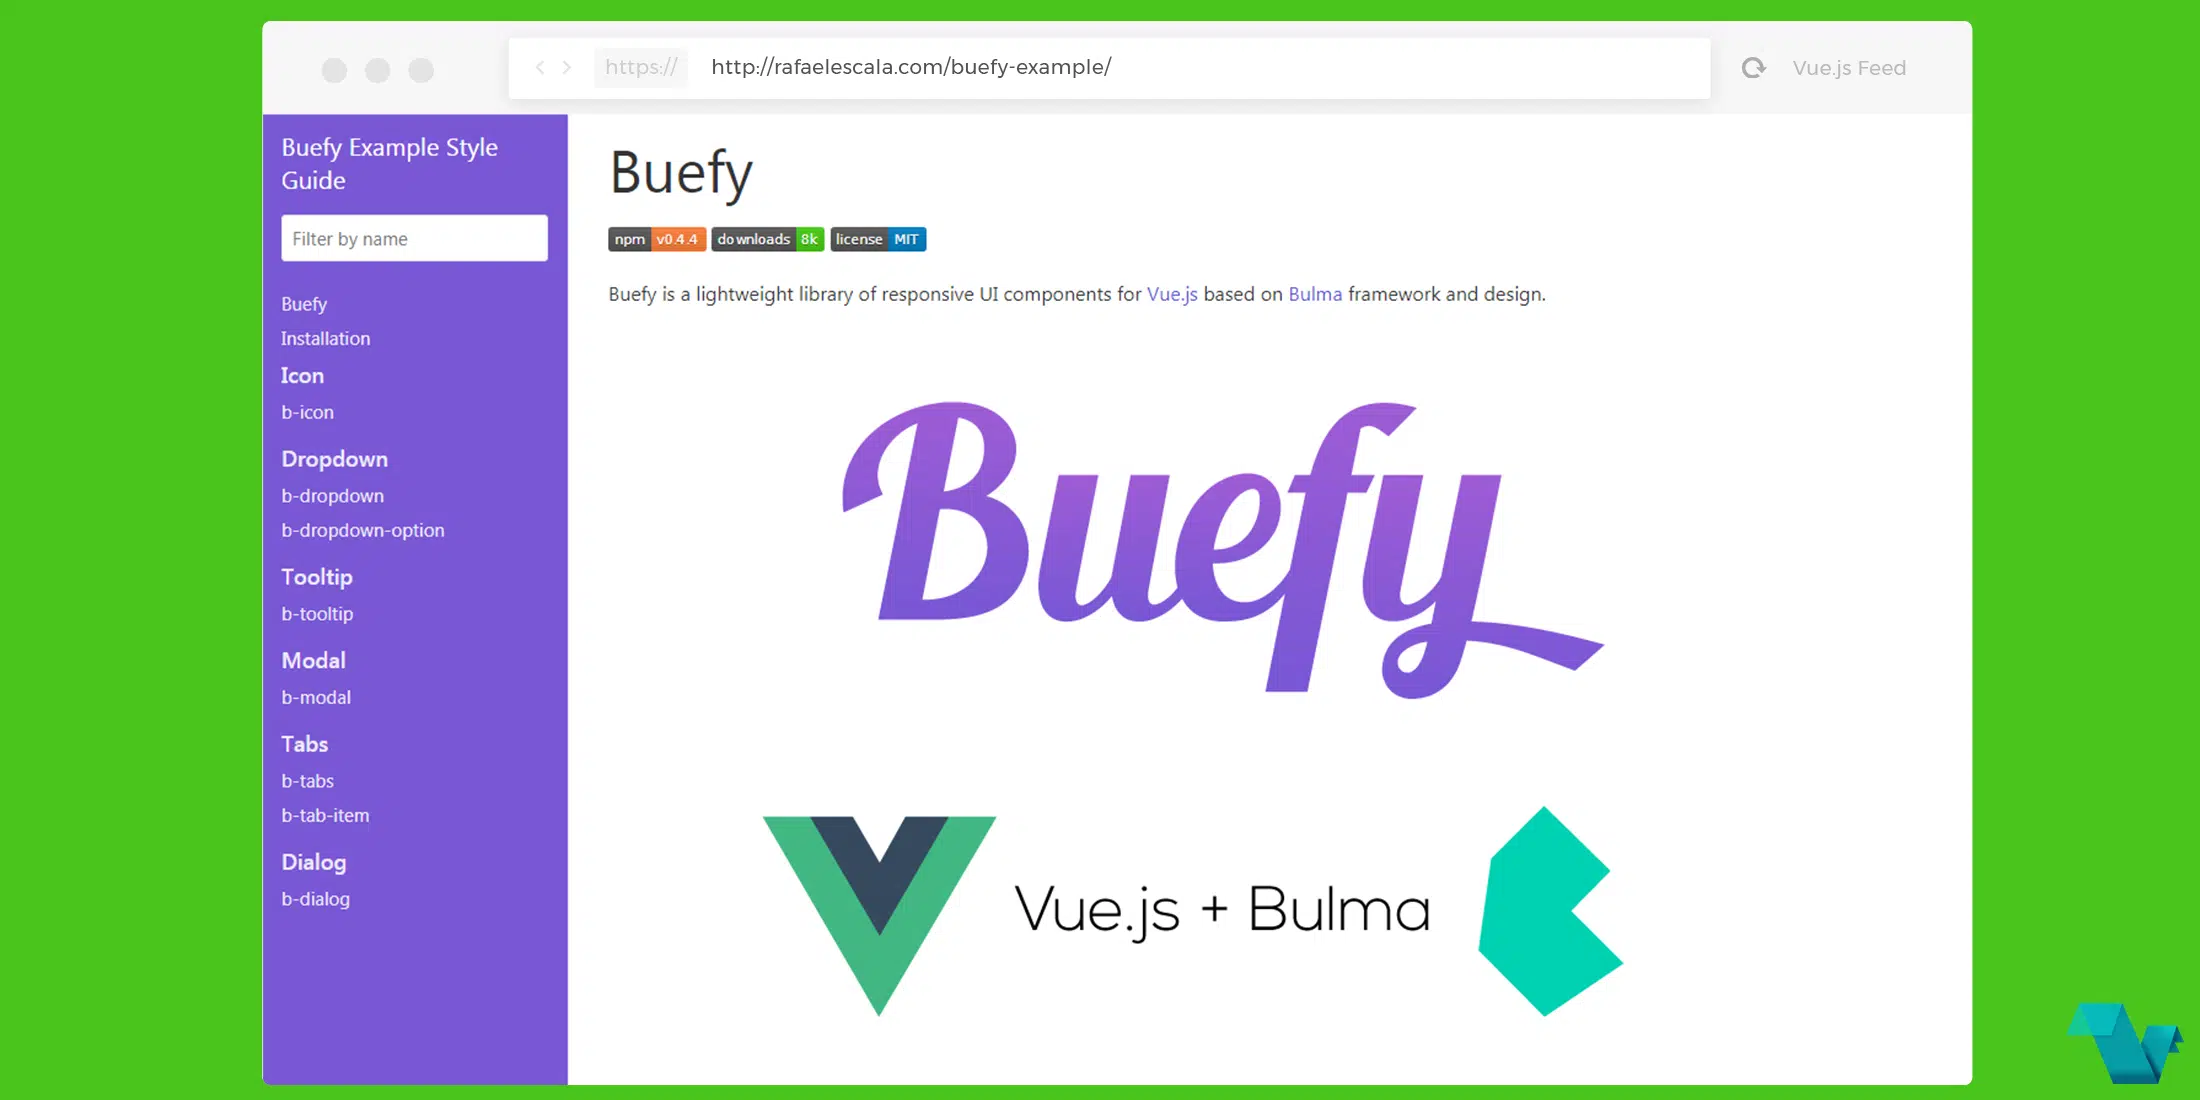 https:// http://rafaelescala.com/buefy-example/ Vue.js Feed
Buefy Example Style
Guide
Filter by name
Buefy
Installation
Icon
b-icon
Dropdown
b-dropdown
b-dropdown-option
Tooltip
b-tooltip
Modal
b-modal
Tabs
b-tabs
b-tab-item
Dialog
b-dialog
Buefy
npm v0.4.4 downloads 8k license MIT
Buefy is a lightweight library of responsive UI components for Vue.js based on Bulma framework and design.
Buefy
Vue.js + Bulma